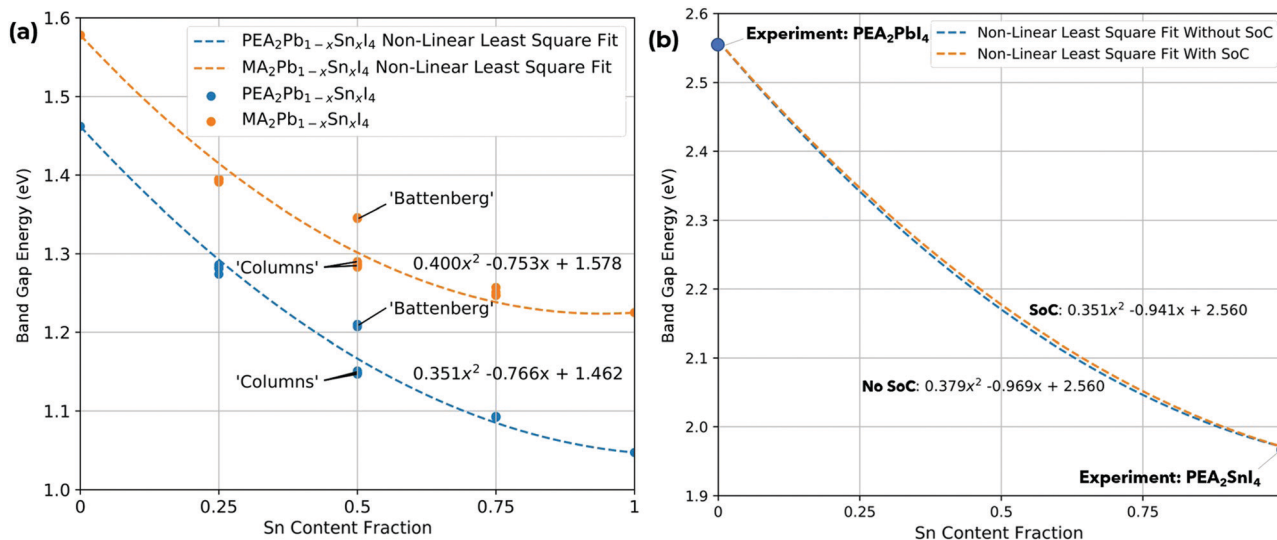 (a)
1.6
1.5
1.4
1.3
1.2
1.1
1.0
Band Gap Energy (eV)
PEA₂Pb₁₋ₓSnₓI₄ Non-Linear Least Square Fit
MA₂Pb₁₋ₓSnₓI₄ Non-Linear Least Square Fit
PEA₂Pb₁₋ₓSnₓI₄
MA₂Pb₁₋ₓSnₓI₄
'Battenberg'
'Columns'
0.400x² -0.753x + 1.578
'Battenberg'
'Columns'
0.351x² -0.766x + 1.462
0
0.25
0.5
0.75
1
Sn Content Fraction
(b)
2.6
2.5
2.4
2.3
2.2
2.1
2.0
1.9
Band Gap Energy (eV)
Experiment: PEA₂PbI₄
Non-Linear Least Square Fit Without SoC
Non-Linear Least Square Fit With SoC
SoC: 0.351x² -0.941x + 2.560
No SoC: 0.379x² -0.969x + 2.560
Experiment: PEA₂SnI₄
0
0.25
0.5
0.75
Sn Content Fraction